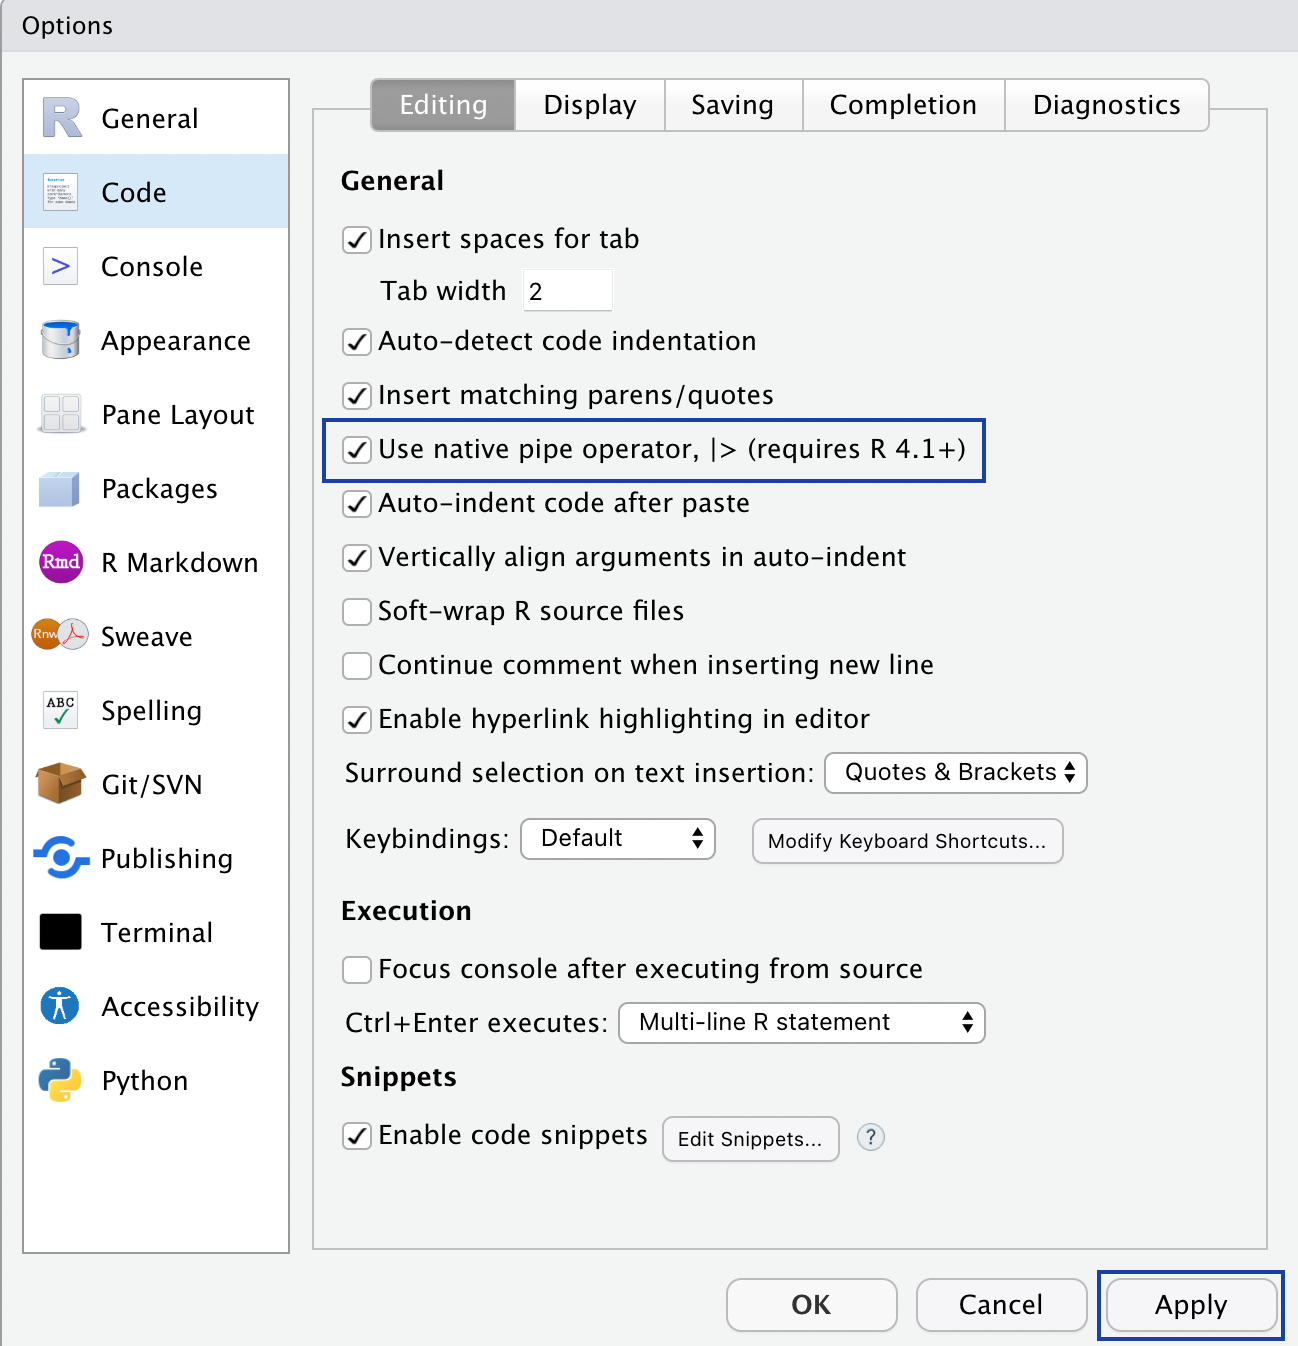 Options
General
Code
Console
Appearance
Pane Layout
Packages
Rmd R Markdown
Rnw Sweave
ABC Spelling
Git/SVN
Publishing
Terminal
Accessibility
Python
Editing Display Saving Completion Diagnostics
General
Insert spaces for tab
Tab width 2
Auto-detect code indentation
Insert matching parens/quotes
Use native pipe operator, |> (requires R 4.1+)
Auto-indent code after paste
Vertically align arguments in auto-indent
Soft-wrap R source files
Continue comment when inserting new line
Enable hyperlink highlighting in editor
Surround selection on text insertion: Quotes & Brackets
Keybindings: Default Modify Keyboard Shortcuts...
Execution
Focus console after executing from source
Ctrl+Enter executes: Multi-line R statement
Snippets
Enable code snippets Edit Snippets... ?
OK Cancel Apply